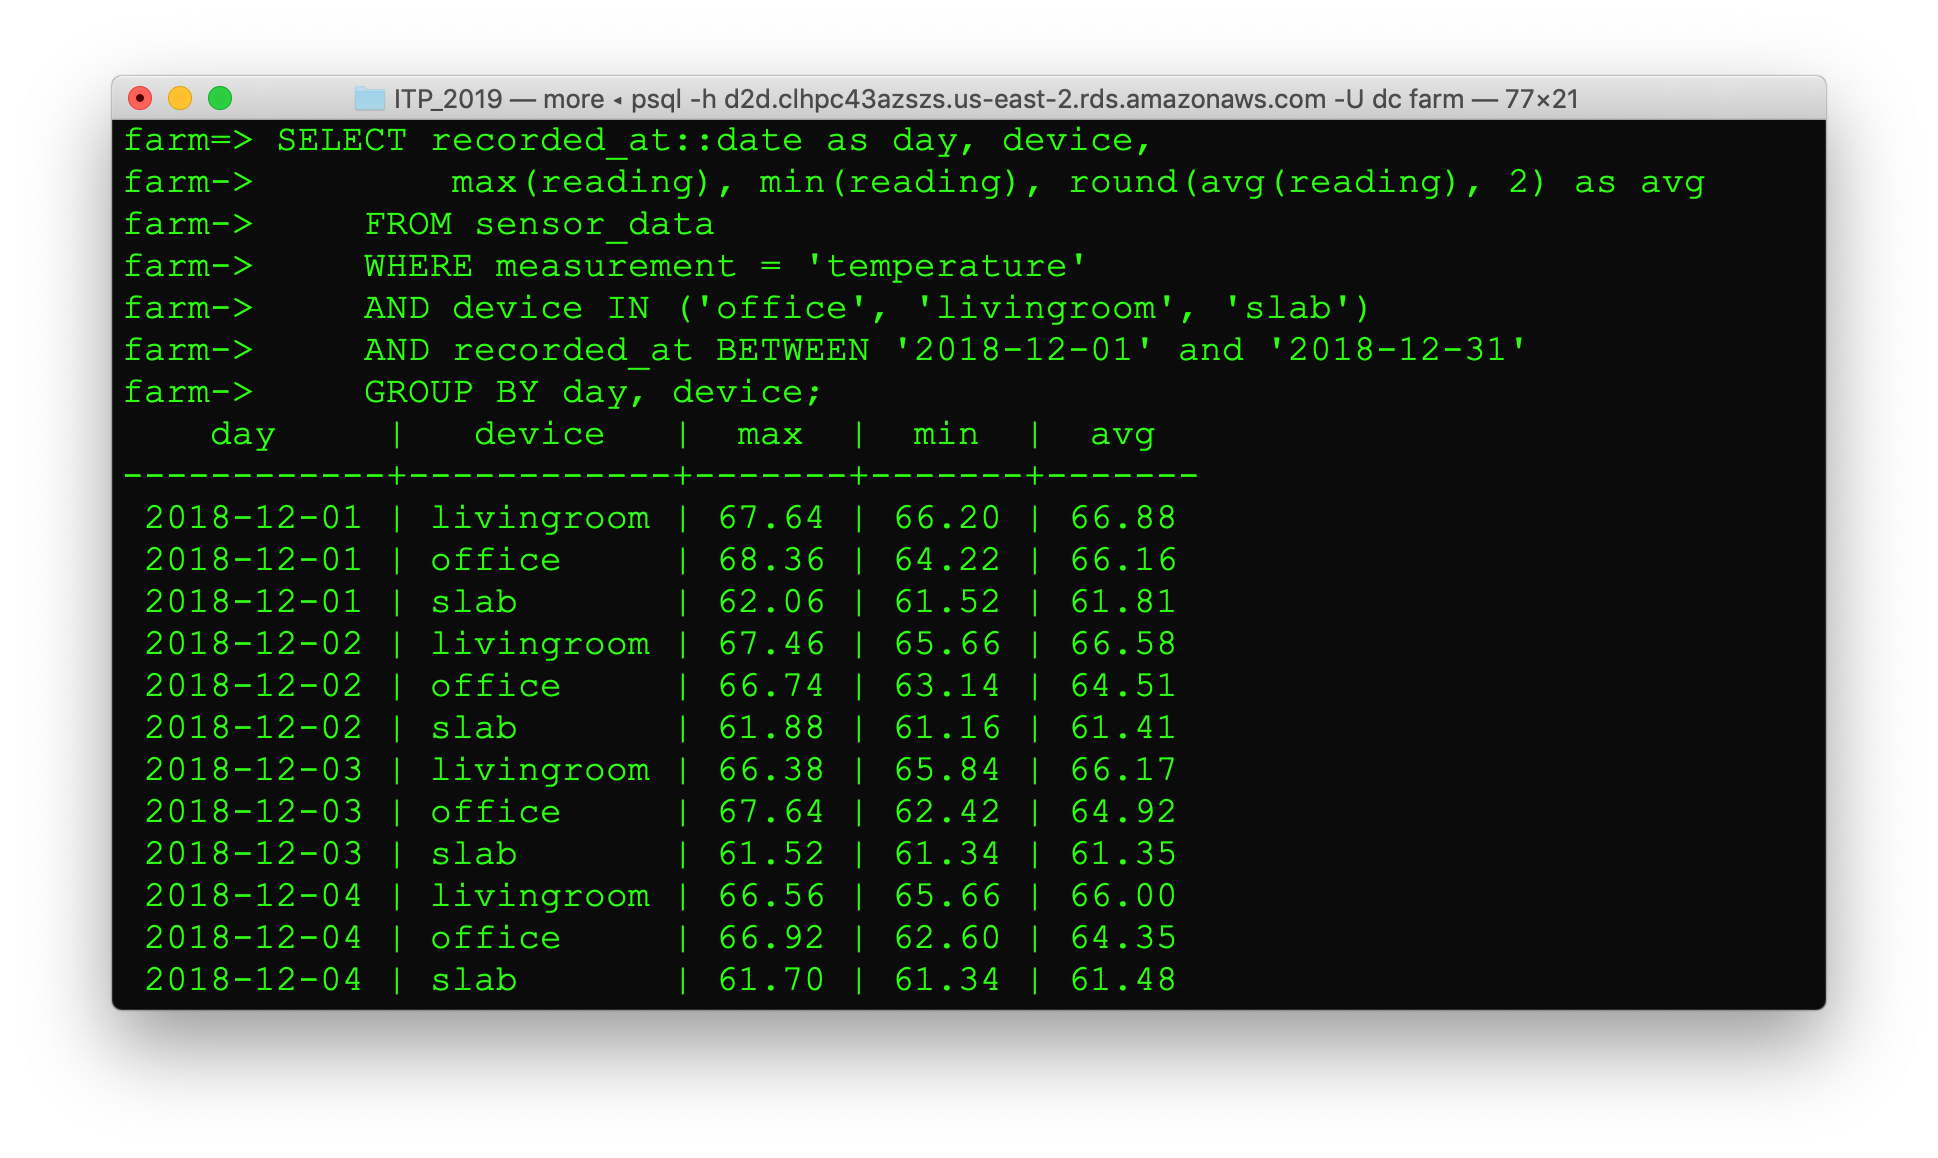 ITP_2019 — more ◂ psql -h d2d.clhpc43azszs.us-east-2.rds.amazonaws.com -U dc farm — 77×21
farm=> SELECT recorded_at::date as day, device,
farm->         max(reading), min(reading), round(avg(reading), 2) as avg
farm->     FROM sensor_data
farm->     WHERE measurement = 'temperature'
farm->     AND device IN ('office', 'livingroom', 'slab')
farm->     AND recorded_at BETWEEN '2018-12-01' and '2018-12-31'
farm->     GROUP BY day, device;
    day     |   device   |  max  |  min  |  avg
------------+------------+-------+-------+-------
 2018-12-01 | livingroom | 67.64 | 66.20 | 66.88
 2018-12-01 | office     | 68.36 | 64.22 | 66.16
 2018-12-01 | slab       | 62.06 | 61.52 | 61.81
 2018-12-02 | livingroom | 67.46 | 65.66 | 66.58
 2018-12-02 | office     | 66.74 | 63.14 | 64.51
 2018-12-02 | slab       | 61.88 | 61.16 | 61.41
 2018-12-03 | livingroom | 66.38 | 65.84 | 66.17
 2018-12-03 | office     | 67.64 | 62.42 | 64.92
 2018-12-03 | slab       | 61.52 | 61.34 | 61.35
 2018-12-04 | livingroom | 66.56 | 65.66 | 66.00
 2018-12-04 | office     | 66.92 | 62.60 | 64.35
 2018-12-04 | slab       | 61.70 | 61.34 | 61.48